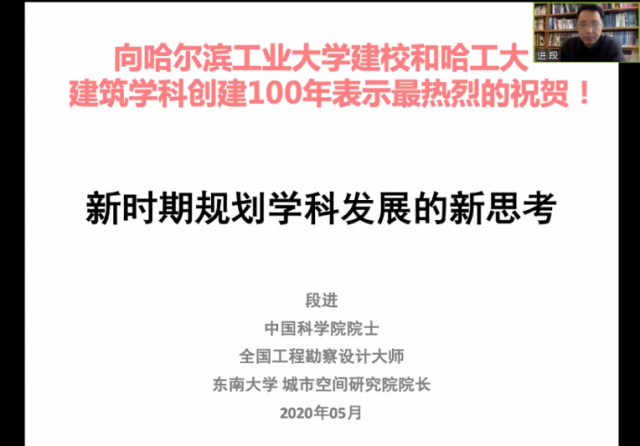 向哈尔滨工业大学建校和哈工大
建筑学科创建100年表示最热烈的祝贺！
进 段
新时期规划学科发展的新思考
段进
中国科学院院士
全国工程勘察设计大师
东南大学 城市空间研究院院长
2020年05月